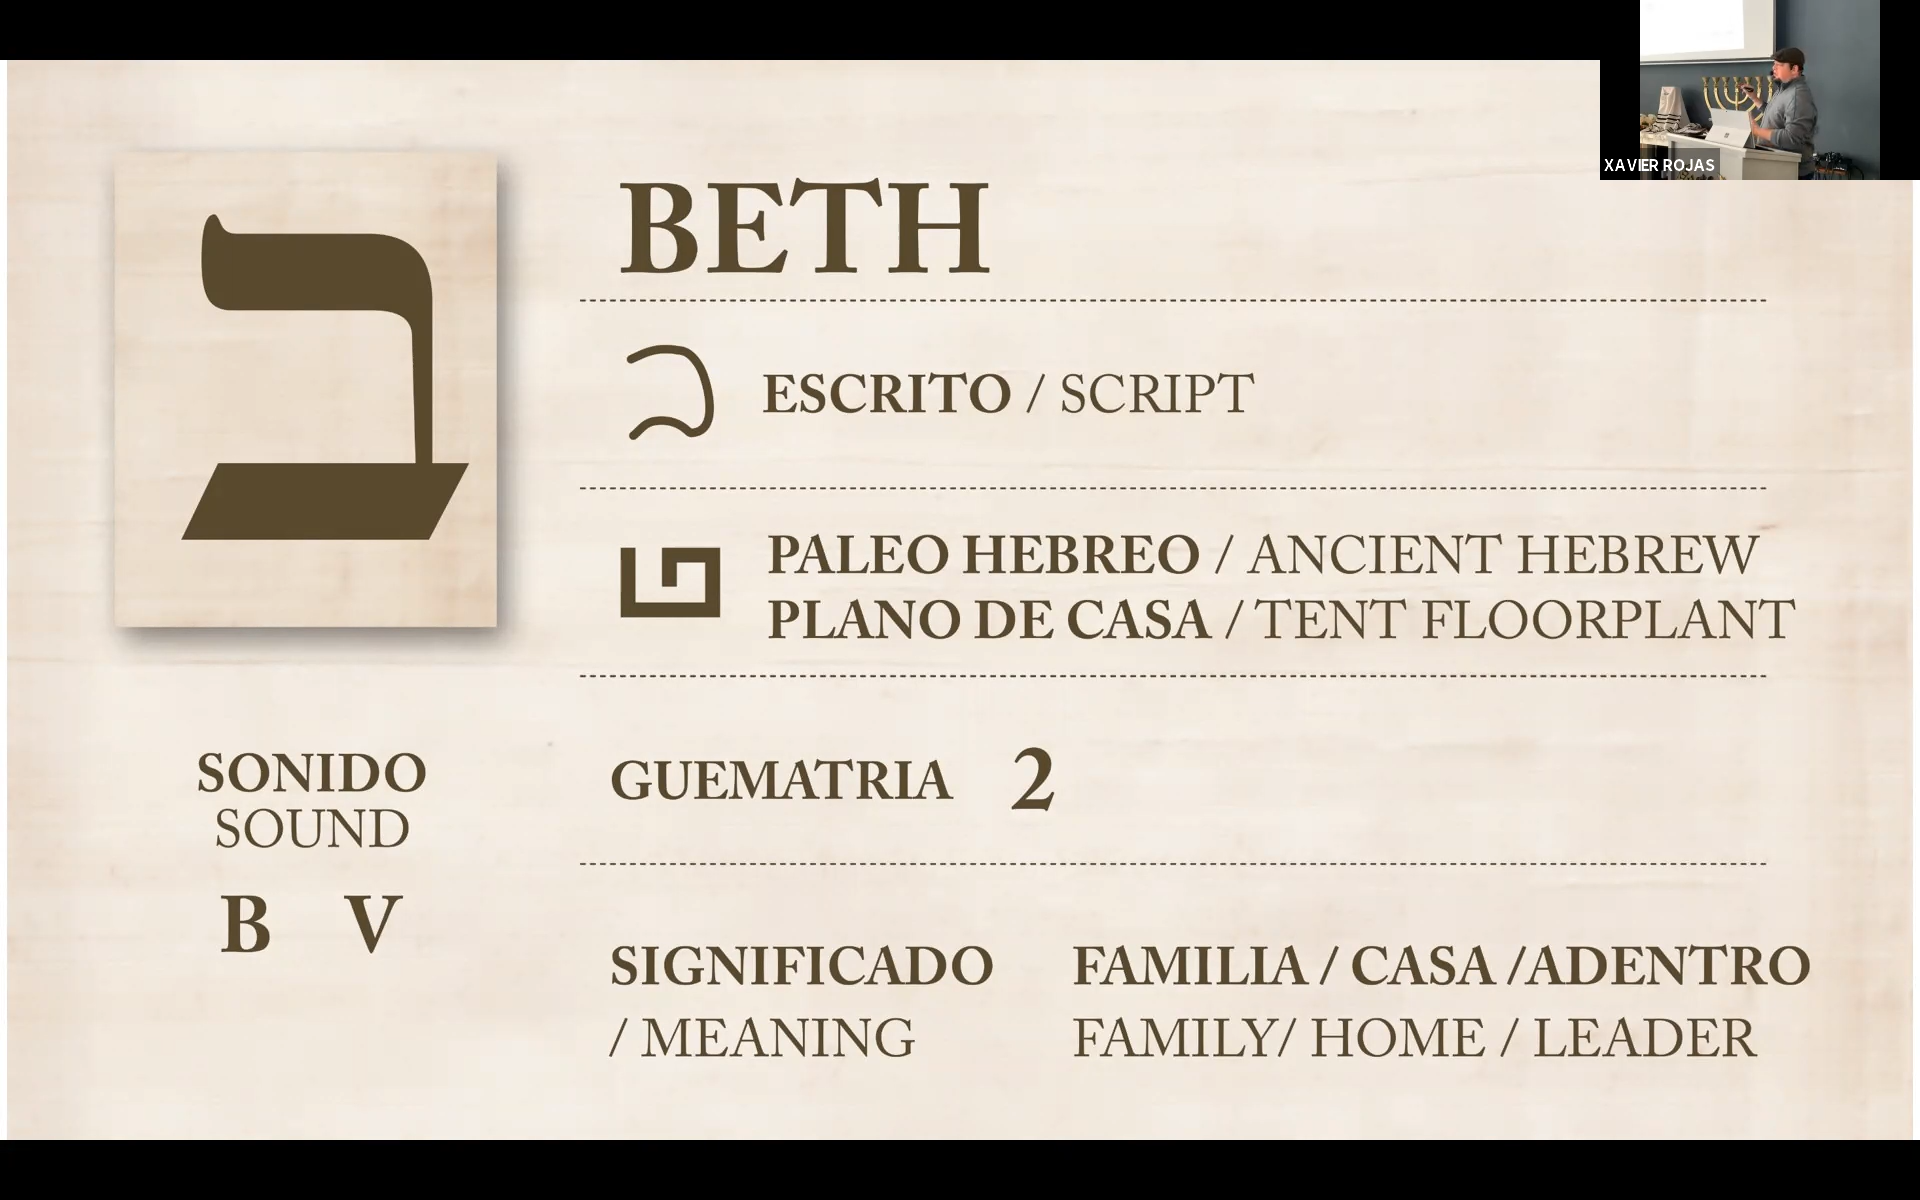 XAVIER ROJAS
ב
BETH
ESCRITO / SCRIPT
PALEO HEBREO / ANCIENT HEBREW
PLANO DE CASA / TENT FLOORPLANT
SONIDO
SOUND
B V
GUEMATRIA 2
SIGNIFICADO
/ MEANING
FAMILIA / CASA /ADENTRO
FAMILY/ HOME / LEADER